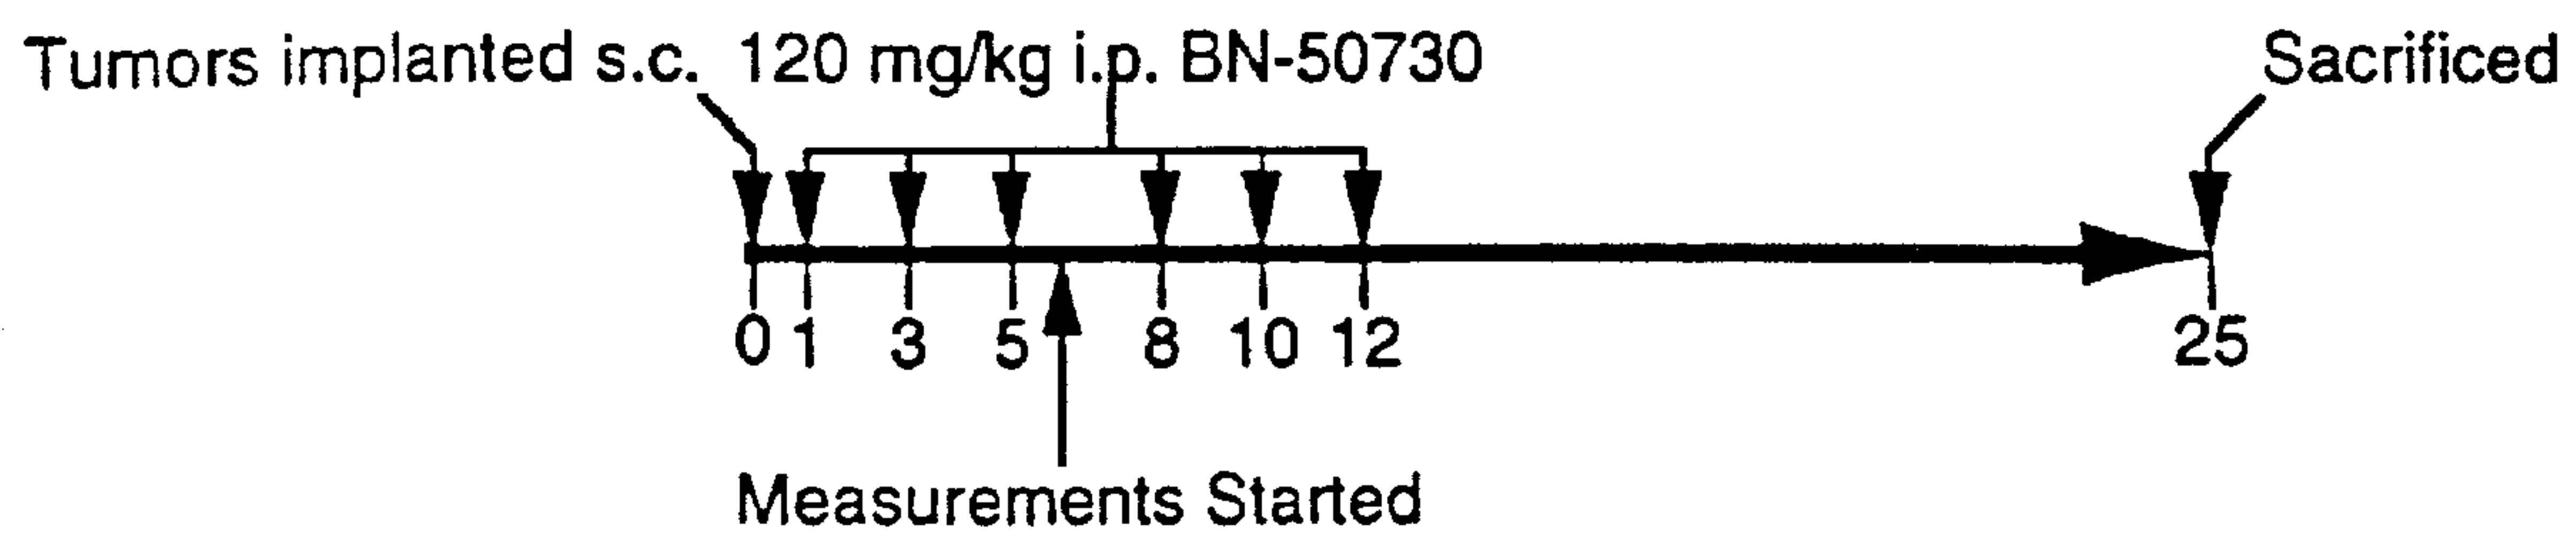 Tumors implanted s.c. 120 mg/kg i.p. BN-50730 Sacrificed
0 1 3 5 8 10 12 25
Measurements Started